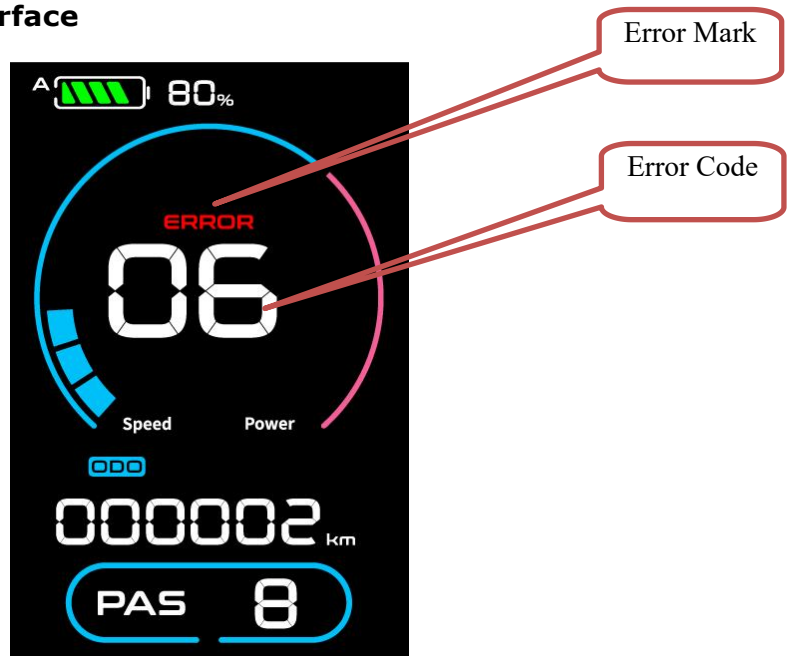 rface
Error Mark
A 80%
Error Code
ERROR
06
Speed Power
ODO
000002 km
PAS 8